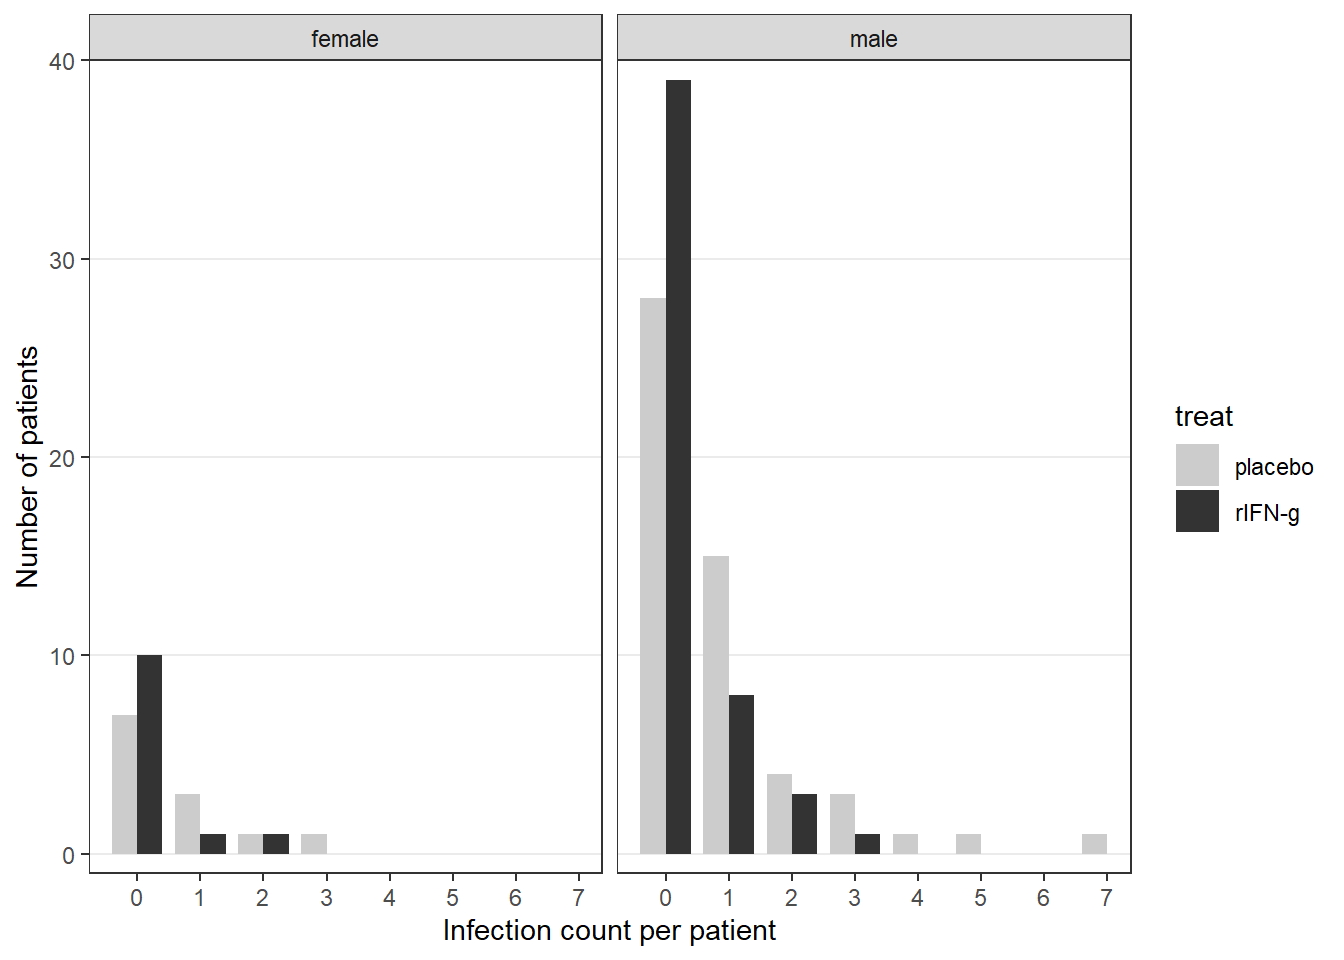 female
male
40
30
20
10
0
Number of patients
0 1 2 3 4 5 6 7
0 1 2 3 4 5 6 7
Infection count per patient
treat
placebo
rIFN-g